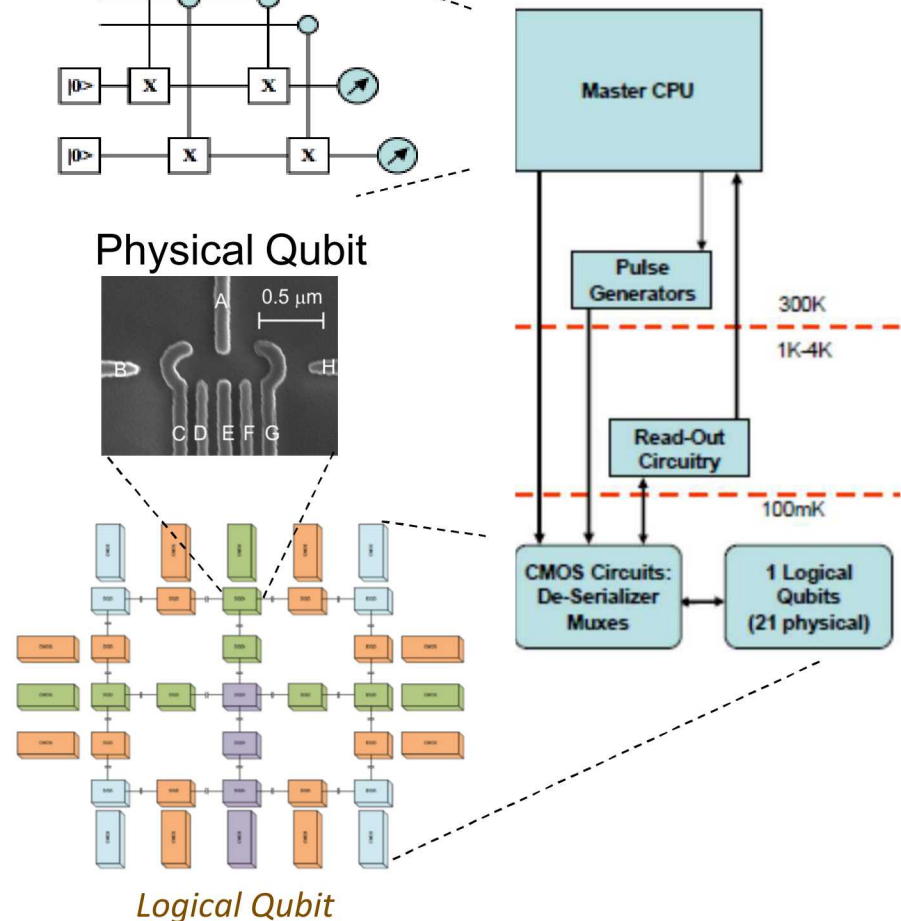 |0>
X
X
|0>
X
X
Physical Qubit
A
0.5 μm
B
H
C D E F G
Logical Qubit
Master CPU
Pulse
Generators
300K
1K-4K
Read-Out
Circuitry
100mK
CMOS Circuits:
De-Serializer
Muxes
1 Logical
Qubits
(21 physical)